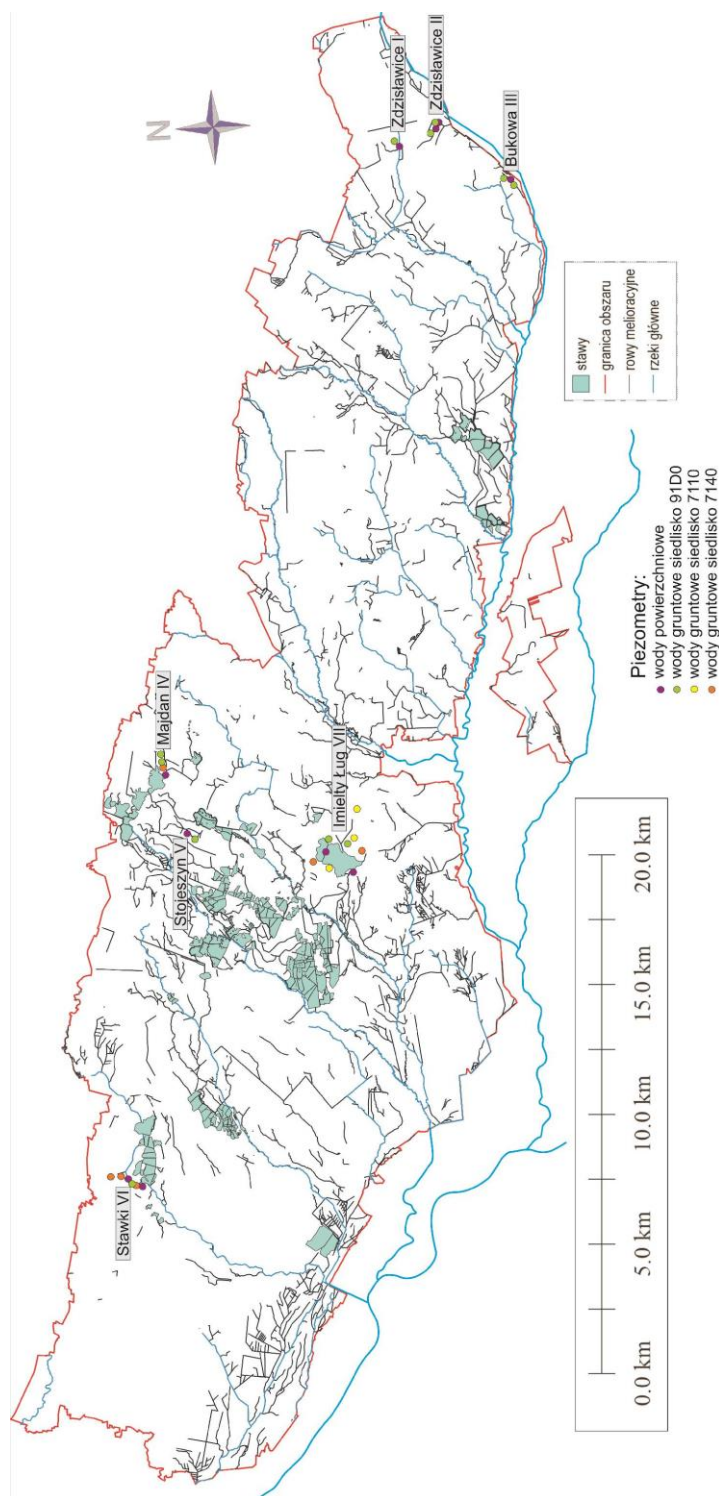 N
Zdzisławice I
Zdzisławice II
Bukowa III
Majdan IV
Stojeszyn V
Imielty Ług VII
Stawki VI
stawy
granica obszaru
rowy melioracyjne
rzeki główne
Piezometry:
wody powierzchniowe
wody gruntowe siedlisko 91D0
wody gruntowe siedlisko 7110
wody gruntowe siedlisko 7140
0.0 km
5.0 km
10.0 km
15.0 km
20.0 km